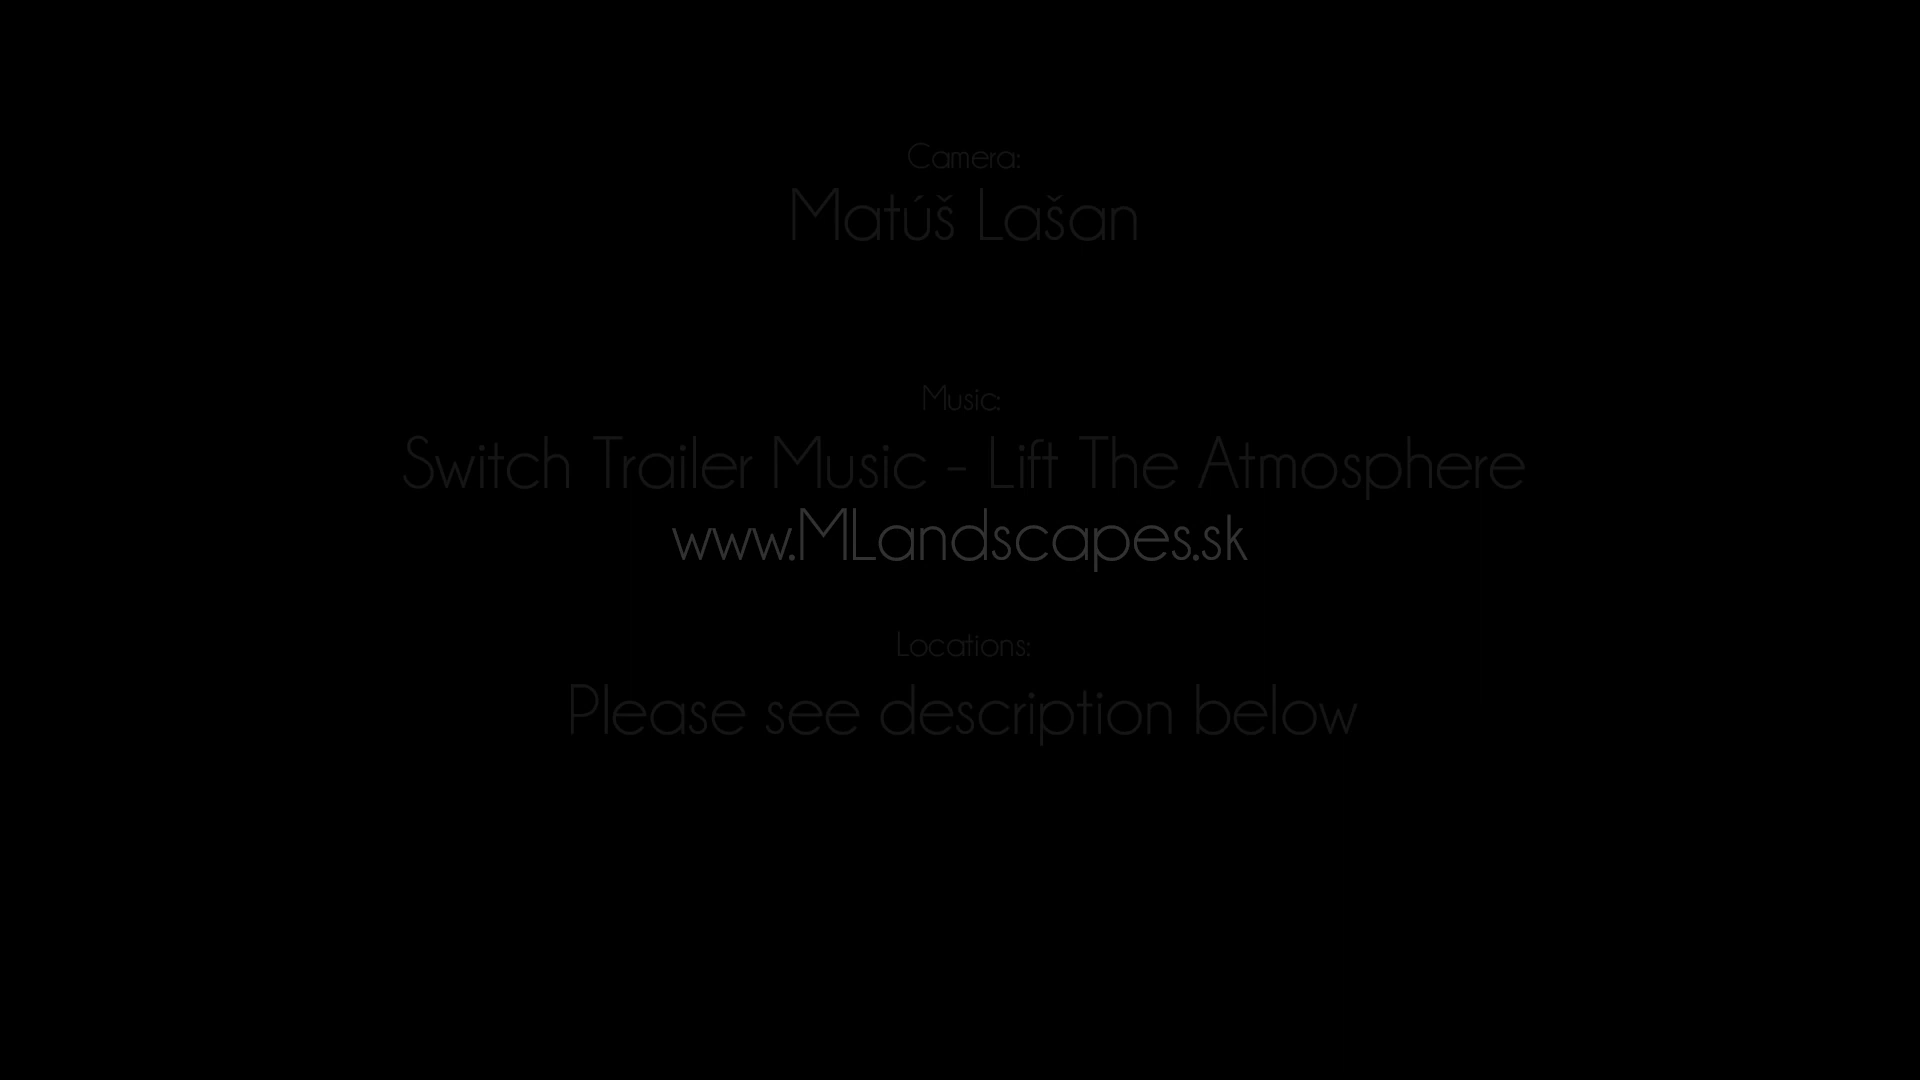 Camera:
Matúš Lašan
Music:
Switch Trailer Music - Lift The Atmosphere
www.MLandscapes.sk
Locations:
Please see description below